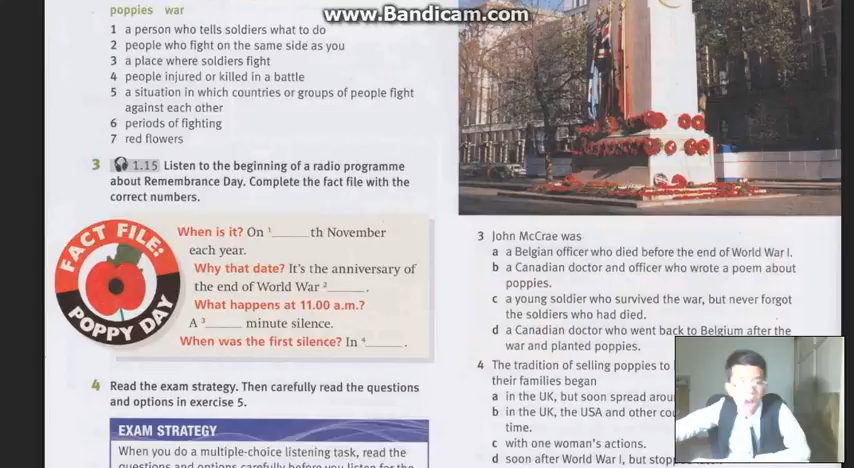 www.Bandicam.com
poppies war
1 a person who tells soldiers what to do
2 people who fight on the same side as you
3 a place where soldiers fight
4 people injured or killed in a battle
5 a situation in which countries or groups of people fight
against each other
6 periods of fighting
7 red flowers
3 1.15 Listen to the beginning of a radio programme
about Remembrance Day. Complete the fact file with the
correct numbers.
FACT FILE:
POPPY DAY
When is it? On 1______ th November
each year.
Why that date? It's the anniversary of
the end of World War 2______ .
What happens at 11.00 a.m.?
A 3______ minute silence.
When was the first silence? In 4______ .
4 Read the exam strategy. Then carefully read the questions
and options in exercise 5.
EXAM STRATEGY
When you do a multiple-choice listening task, read the
questions and options carefully before you listen for the
3 John McCrae was
a a Belgian officer who died before the end of World War I.
b a Canadian doctor and officer who wrote a poem about
poppies.
c a young soldier who survived the war, but never forgot
the soldiers who had died.
d a Canadian doctor who went back to Belgium after the
war and planted poppies.
4 The tradition of selling poppies to
their families began
a in the UK, but soon spread
b in the UK, the USA and other
time.
c with one woman's actions.
d soon after World War I, but